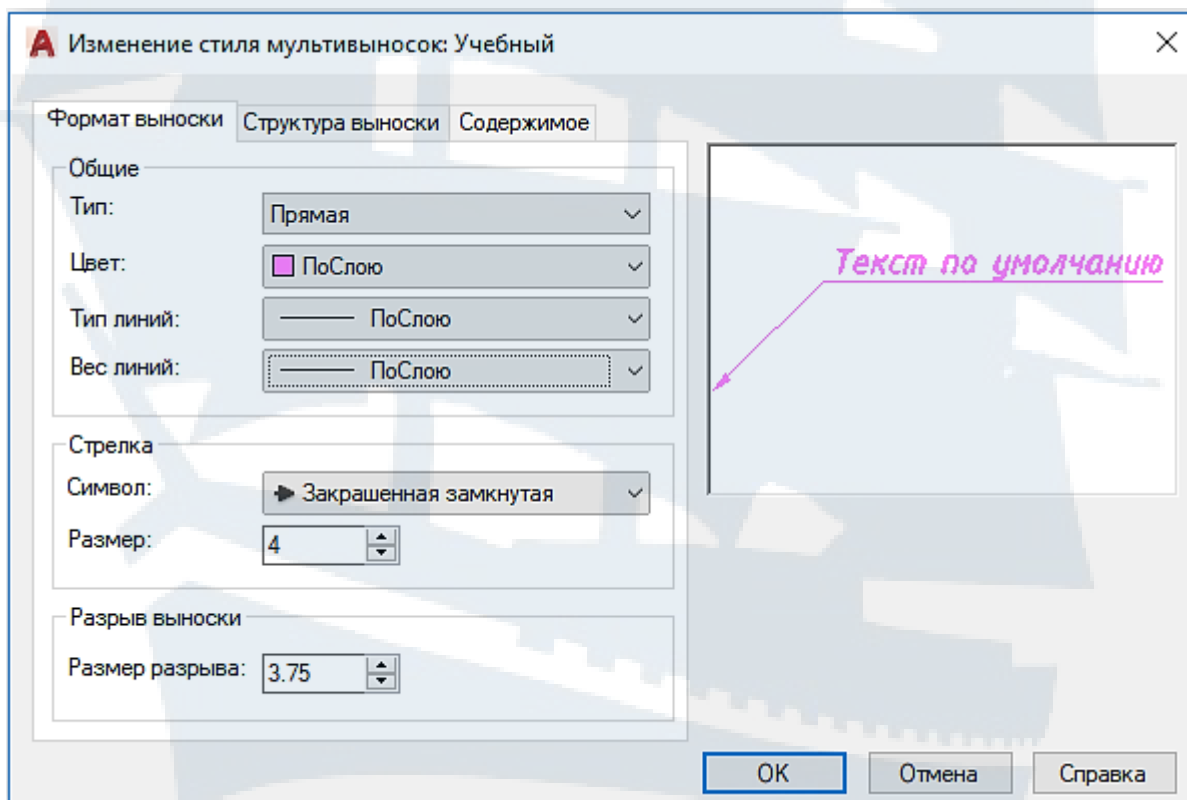 Изменение стиля мультивыносок: Учебный
Формат выноски Структура выноски Содержимое
Общие
Тип: Прямая
Цвет: ПоСлою
Тип линий: ПоСлою
Вес линий: ПоСлою
Стрелка
Символ: Закрашенная замкнутая
Размер: 4
Разрыв выноски
Размер разрыва: 3.75
Текст по умолчанию
OK Отмена Справка